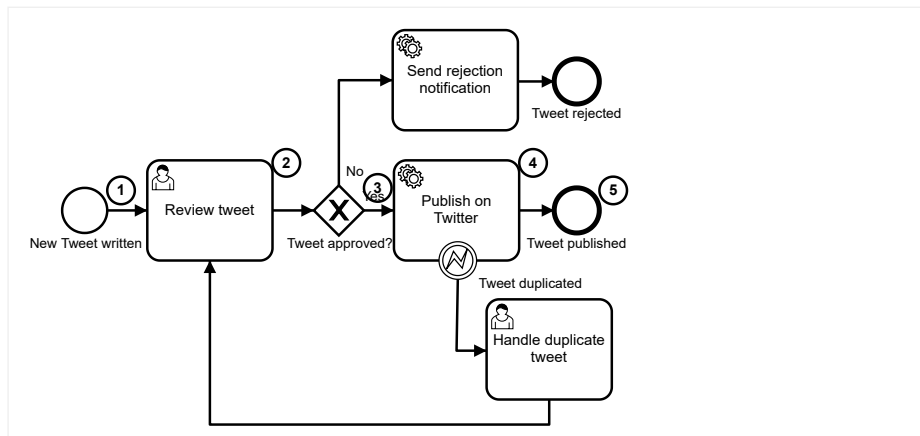 Send rejection
notification
Tweet rejected
1
New Tweet written
Review tweet
2
No
3
Yes
Tweet approved?
Publish on
Twitter
4
5
Tweet published
Tweet duplicated
Handle duplicate
tweet